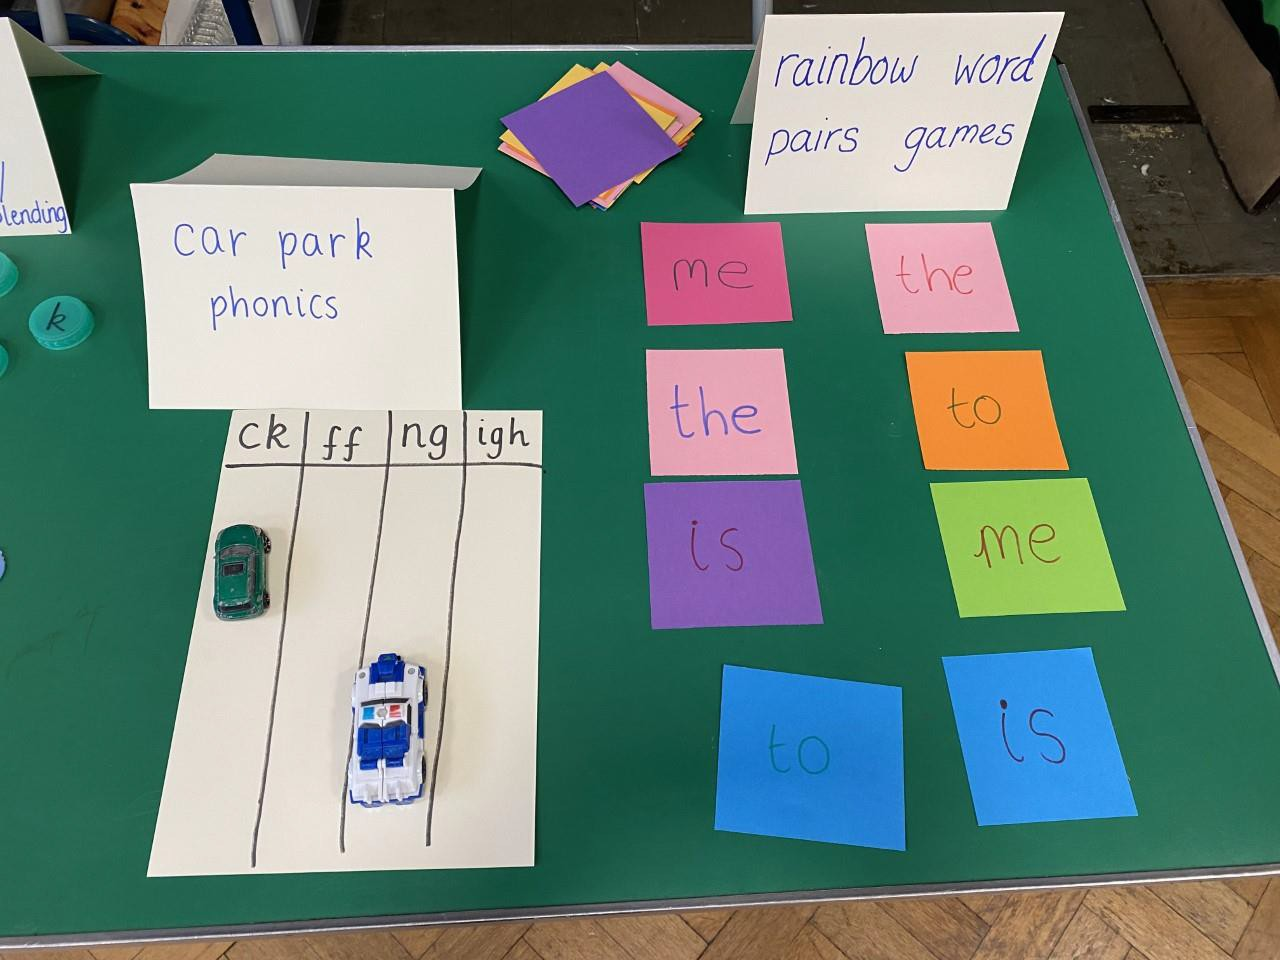 blending
k
car park
phonics
ck ff ng igh
rainbow word
pairs games
me the
the to
is me
to is